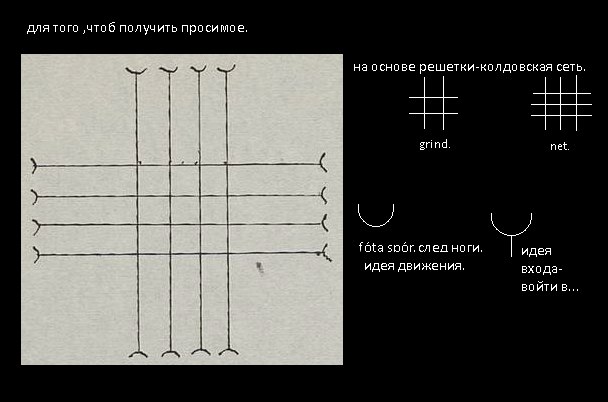 для того ,чтоб получить просимое.
на основе решетки-колдовская сеть.
grind.
net.
fóta spór. след ноги.
идея движения.
идея
входа-
войти в...